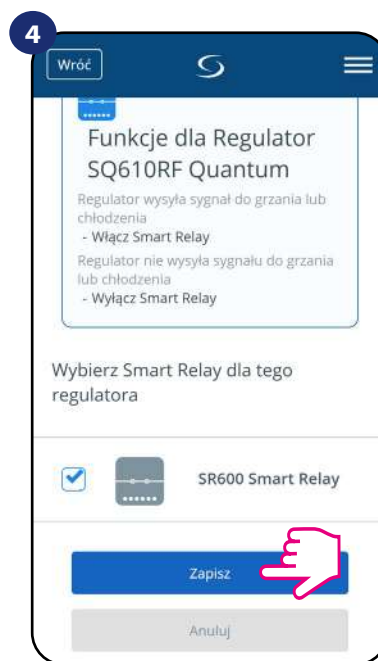 4
Wróć
Funkcje dla Regulator
SQ610RF Quantum
Regulator wysyła sygnał do grzania lub
chłodzenia
- Włącz Smart Relay
Regulator nie wysyła sygnału do grzania
lub chłodzenia
- Wyłącz Smart Relay
Wybierz Smart Relay dla tego
regulatora
SR600 Smart Relay
Zapisz
Anuluj